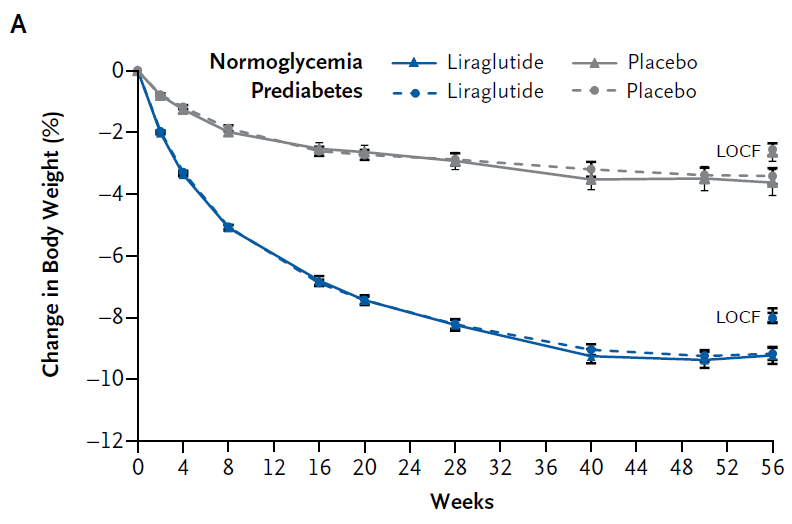 A
Normoglycemia Liraglutide Placebo
Prediabetes Liraglutide Placebo
Change in Body Weight (%)
0
−2
−4
−6
−8
−10
−12
LOCF
LOCF
0 4 8 12 16 20 24 28 32 36 40 44 48 52 56
Weeks